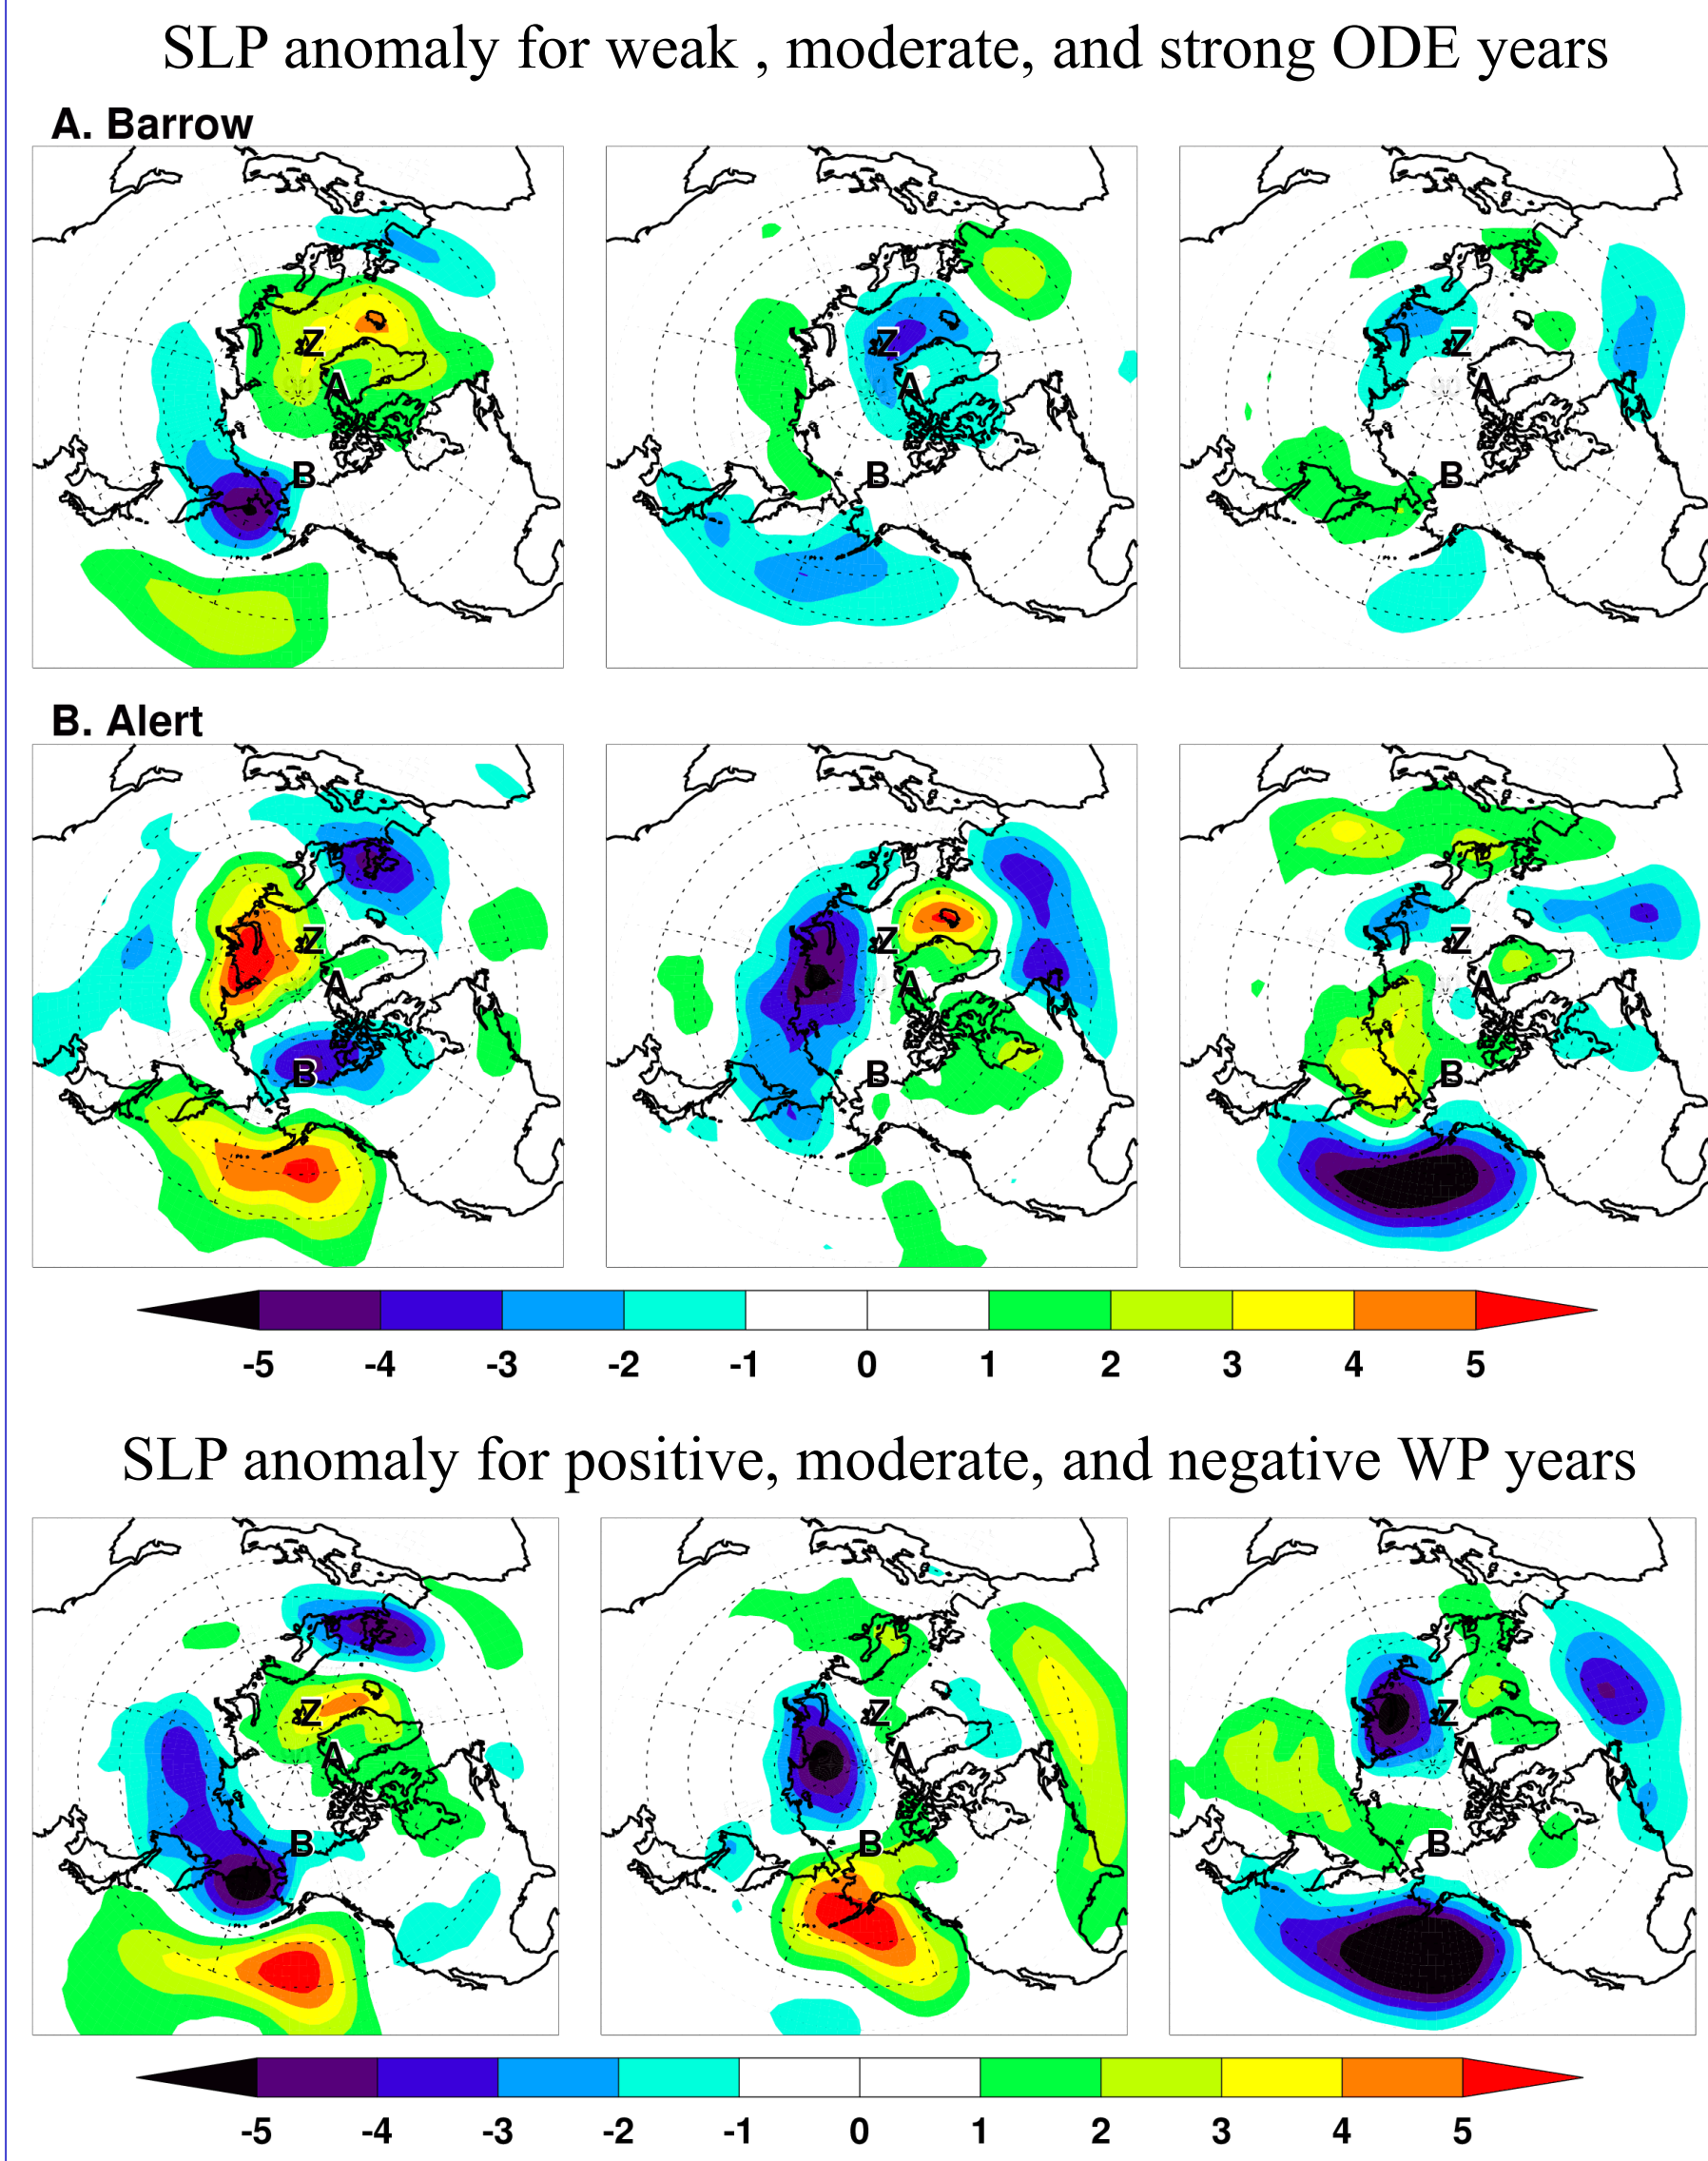 SLP anomaly for weak , moderate, and strong ODE years
A. Barrow
Z Z Z
A A A
B B B
B. Alert
Z Z Z
A A A
B B B
-5 -4 -3 -2 -1 0 1 2 3 4 5
SLP anomaly for positive, moderate, and negative WP years
Z Z Z
A A A
B B B
-5 -4 -3 -2 -1 0 1 2 3 4 5